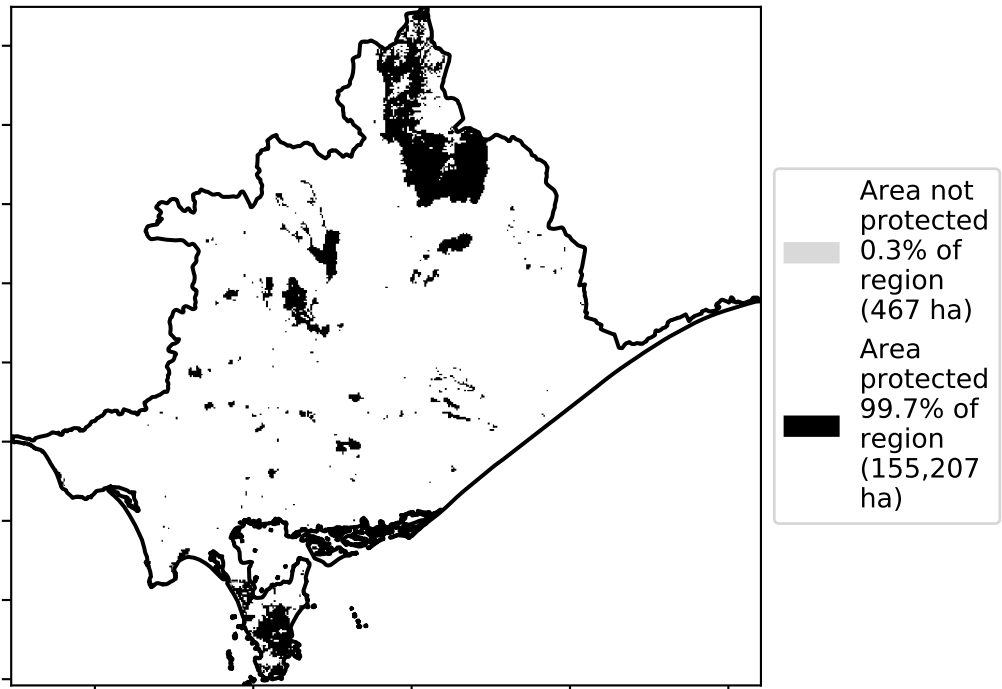 Area not
protected
0.3% of
region
(467 ha)
Area
protected
99.7% of
region
(155,207
ha)